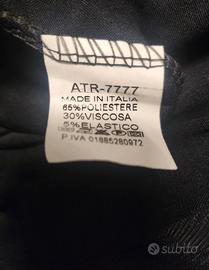 ATR-7777
MADE IN ITALIA
65% POLIESTERE
30% VISCOSA
5% ELASTICO
P.IVA 01885280972
subito